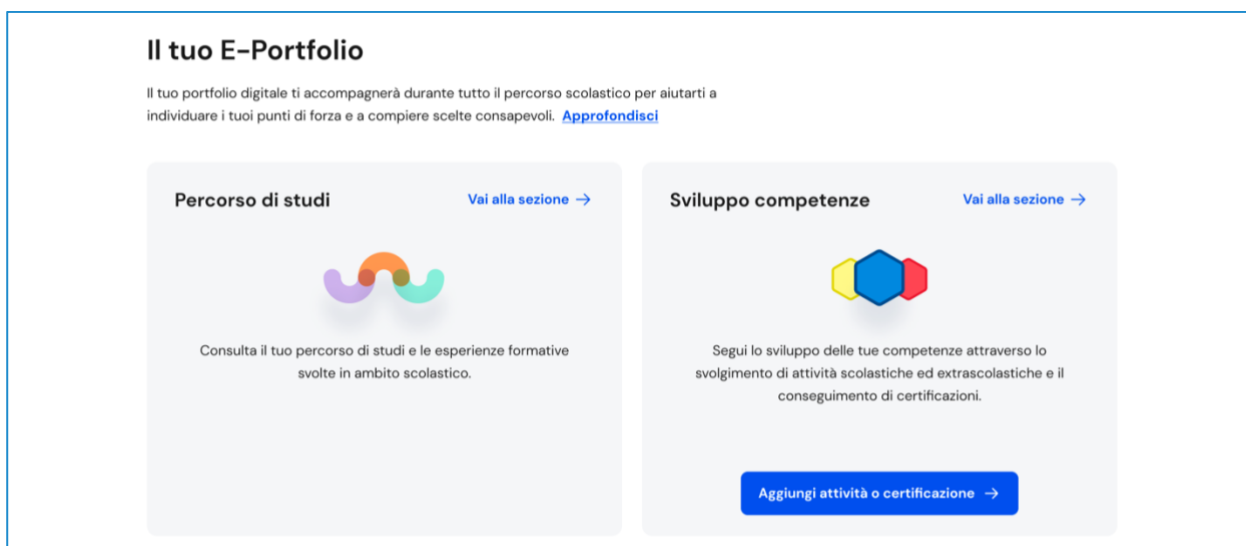 Il tuo E-Portfolio
Il tuo portfolio digitale ti accompagnerà durante tutto il percorso scolastico per aiutarti a
individuare i tuoi punti di forza e a compiere scelte consapevoli. Approfondisci
Percorso di studi
Vai alla sezione →
Consulta il tuo percorso di studi e le esperienze formative
svolte in ambito scolastico.
Sviluppo competenze
Vai alla sezione →
Segui lo sviluppo delle tue competenze attraverso lo
svolgimento di attività scolastiche ed extrascolastiche e il
conseguimento di certificazioni.
Aggiungi attività o certificazione →